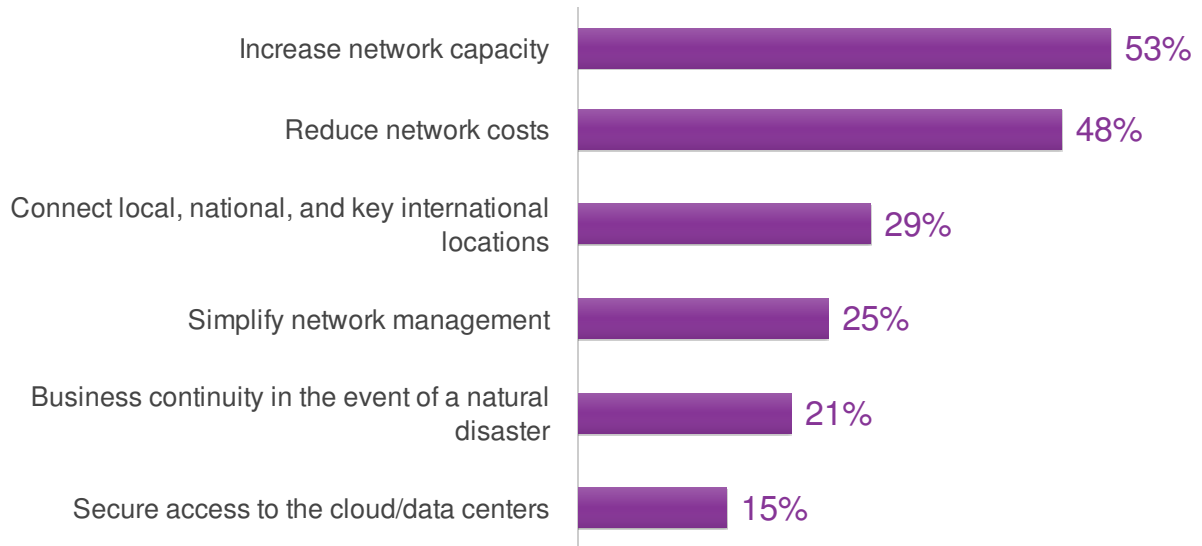 Increase network capacity
53%
Reduce network costs
48%
Connect local, national, and key international
locations
29%
Simplify network management
25%
Business continuity in the event of a natural
disaster
21%
Secure access to the cloud/data centers
15%